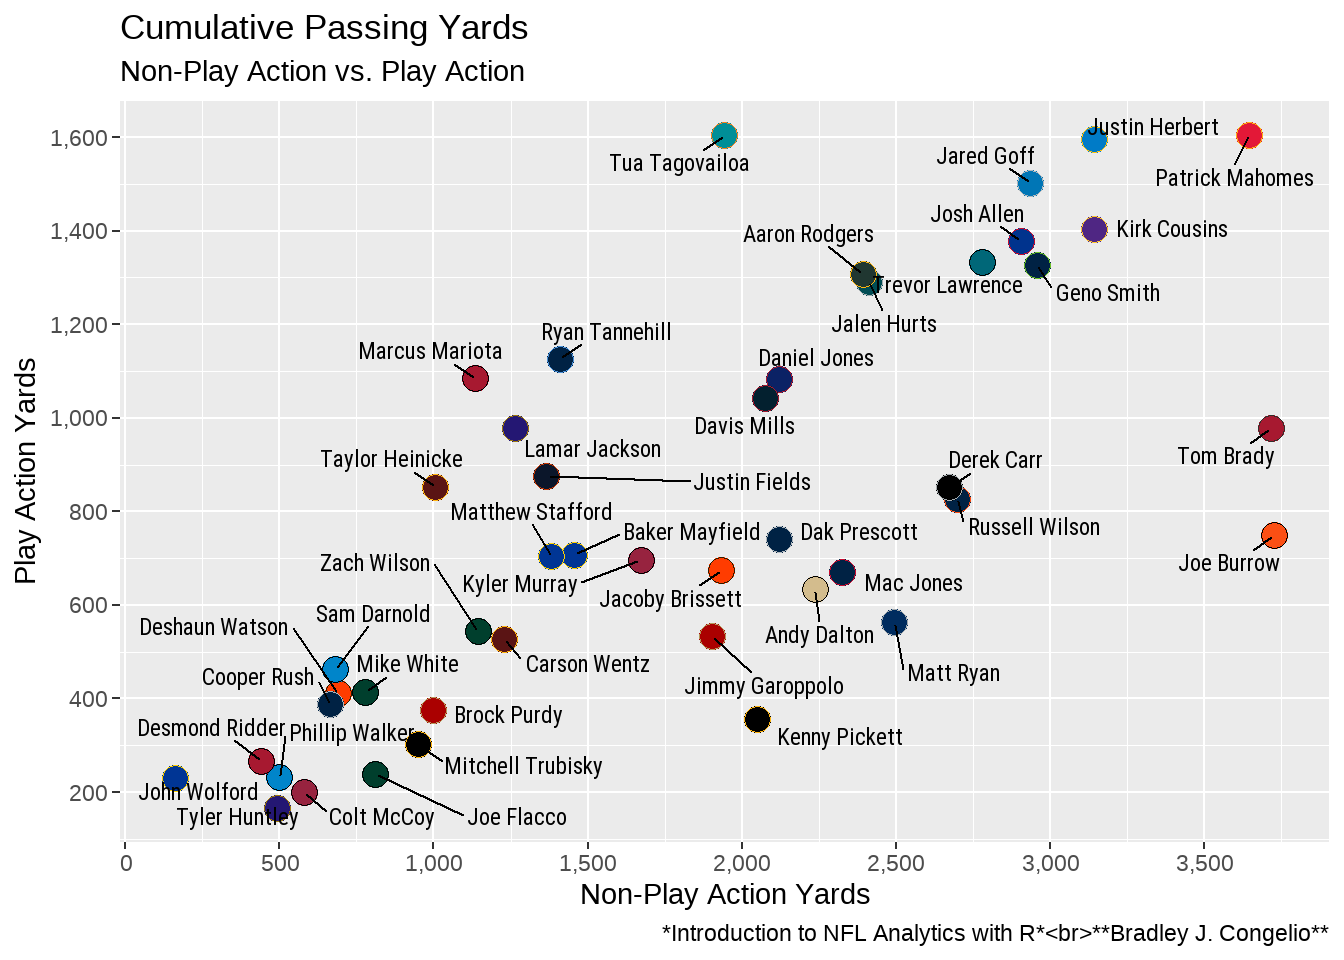 Cumulative Passing Yards
Non-Play Action vs. Play Action
Play Action Yards
1,600
1,400
1,200
1,000
800
600
400
200
Justin Herbert
Tua Tagovailoa
Jared Goff
Patrick Mahomes
Josh Allen
Kirk Cousins
Aaron Rodgers
Trevor Lawrence
Geno Smith
Jalen Hurts
Ryan Tannehill
Marcus Mariota
Daniel Jones
Davis Mills
Lamar Jackson
Tom Brady
Taylor Heinicke
Derek Carr
Justin Fields
Matthew Stafford
Baker Mayfield
Dak Prescott
Russell Wilson
Zach Wilson
Kyler Murray
Joe Burrow
Mac Jones
Jacoby Brissett
Sam Darnold
Deshaun Watson
Andy Dalton
Cooper Rush
Mike White
Carson Wentz
Matt Ryan
Jimmy Garoppolo
Brock Purdy
Desmond Ridder
Phillip Walker
Kenny Pickett
Mitchell Trubisky
John Wolford
Tyler Huntley
Colt McCoy
Joe Flacco
0
500
1,000
1,500
2,000
2,500
3,000
3,500
Non-Play Action Yards
*Introduction to NFL Analytics with R*<br>**Bradley J. Congelio**